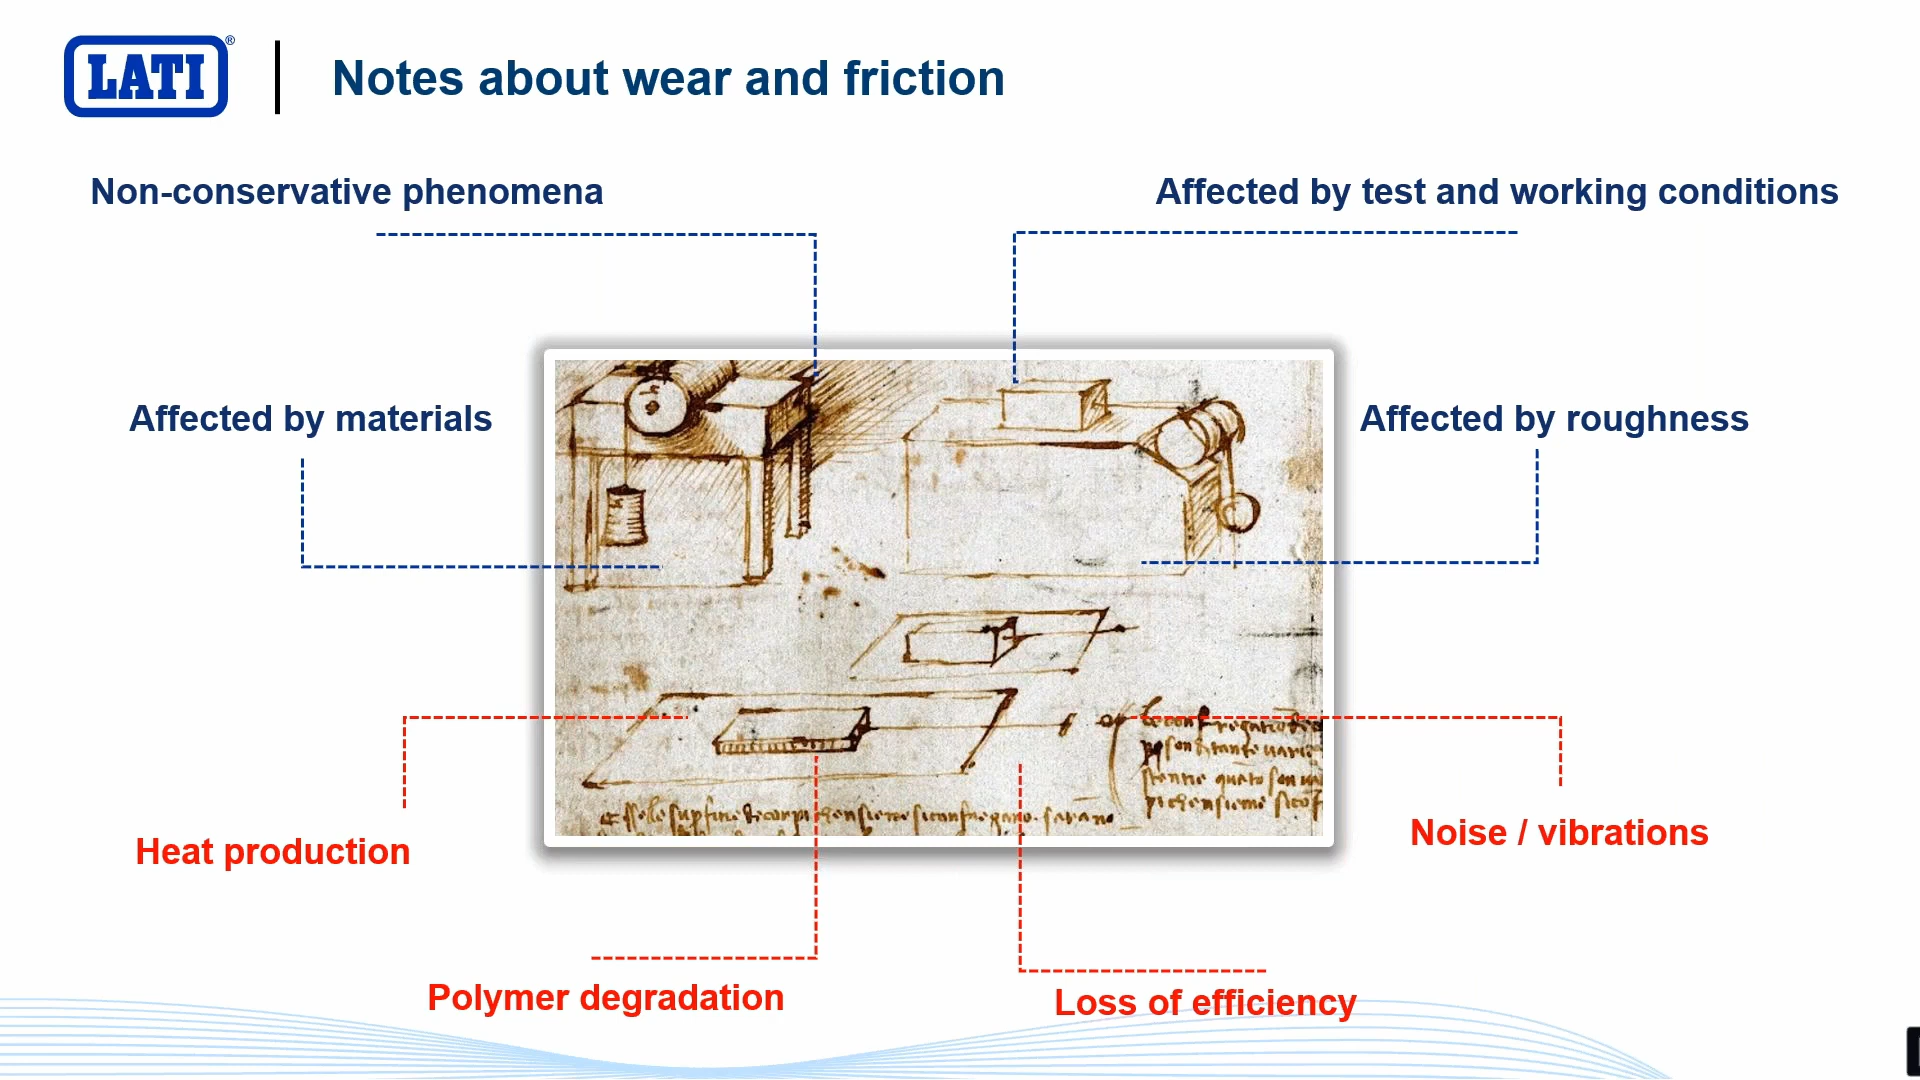 LATI®
Notes about wear and friction
Non-conservative phenomena
Affected by test and working conditions
Affected by materials
Affected by roughness
Heat production
Noise / vibrations
Polymer degradation
Loss of efficiency